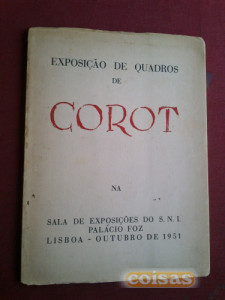 EXPOSIÇÃO DE QUADROS
DE
COROT
NA
SALA DE EXPOSIÇÕES DO S. N. I.
PALÁCIO FOZ
LISBOA - OUTUBRO DE 1951
coisas